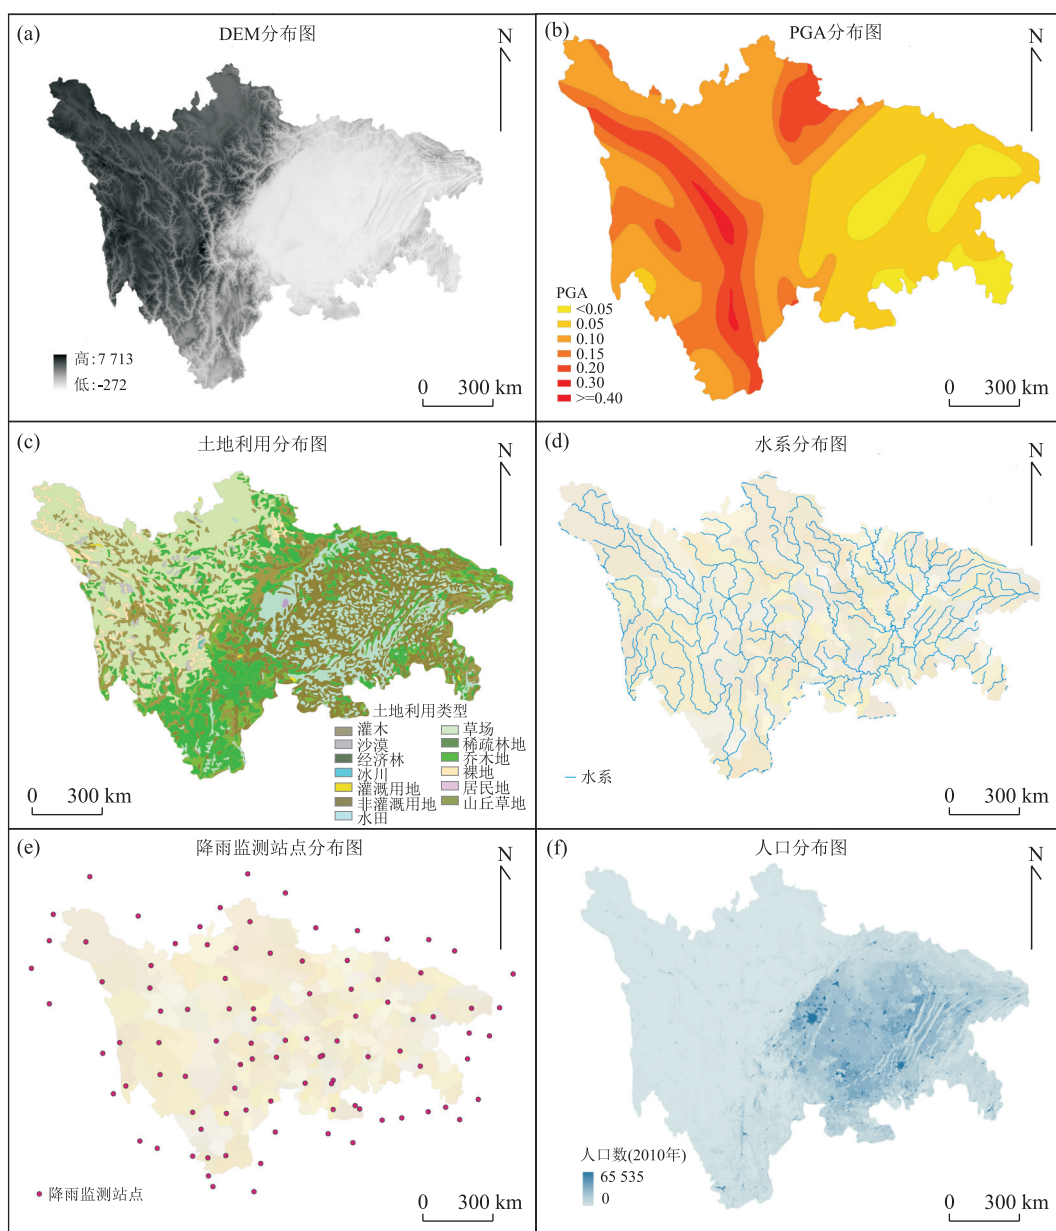 (a)
DEM分布图
N
高:7 713
低:-272
0 300 km
(b)
PGA分布图
N
PGA
<0.05
0.05
0.10
0.15
0.20
0.30
>=0.40
0 300 km
(c)
土地利用分布图
N
土地利用类型
灌木
沙漠
经济林
冰川
灌溉用地
非灌溉用地
水田
草场
稀疏林地
乔木地
裸地
居民地
山丘草地
0 300 km
(d)
水系分布图
N
水系
0 300 km
(e)
降雨监测站点分布图
N
降雨监测站点
0 300 km
(f)
人口分布图
N
人口数(2010年)
65 535
0
0 300 km